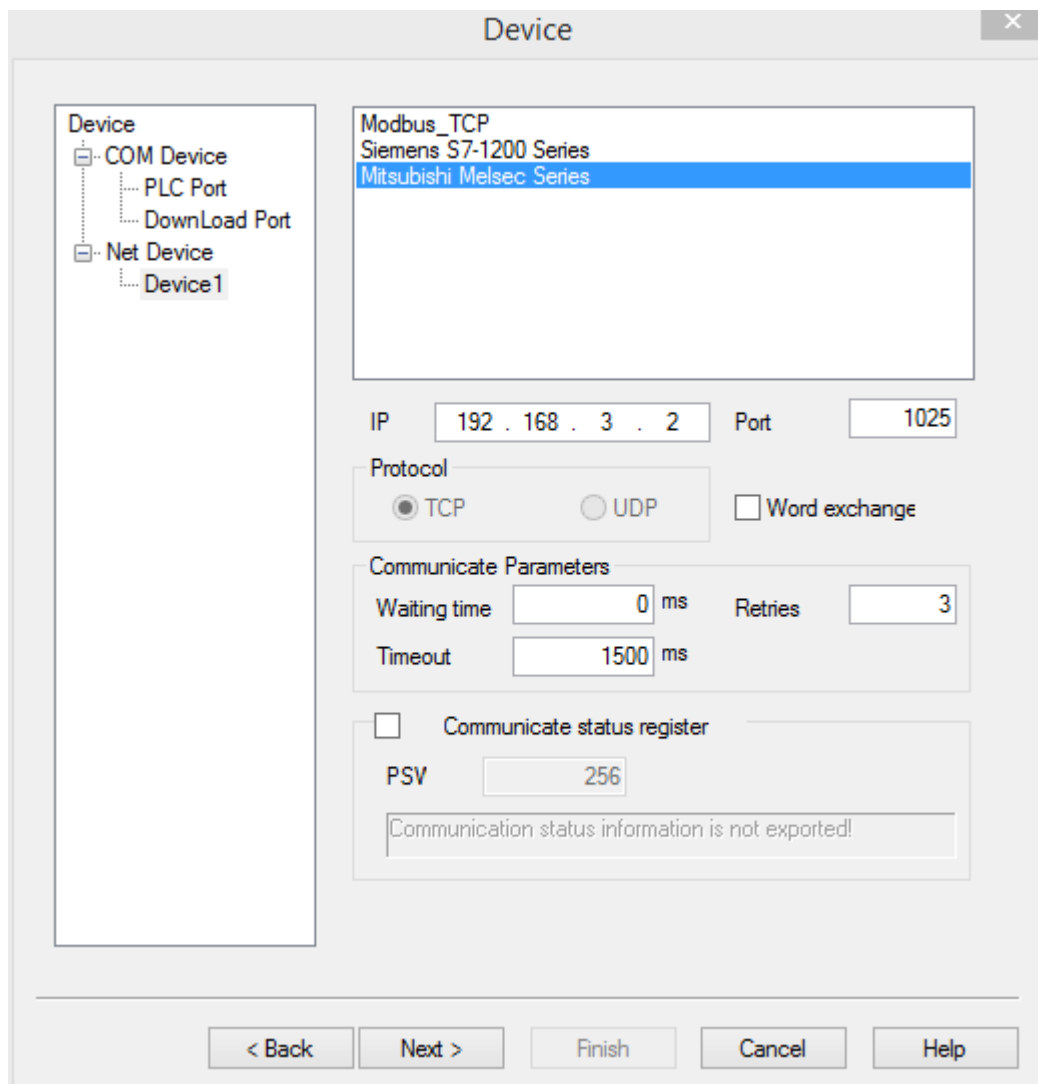 Device
×
Device
COM Device
PLC Port
DownLoad Port
Net Device
Device1
Modbus_TCP
Siemens S7-1200 Series
Mitsubishi Melsec Series
IP 192 . 168 . 3 . 2 Port 1025
Protocol
TCP UDP Word exchange
Communicate Parameters
Waiting time 0 ms Retries 3
Timeout 1500 ms
Communicate status register
PSW 256
Communication status information is not exported!
< Back Next > Finish Cancel Help